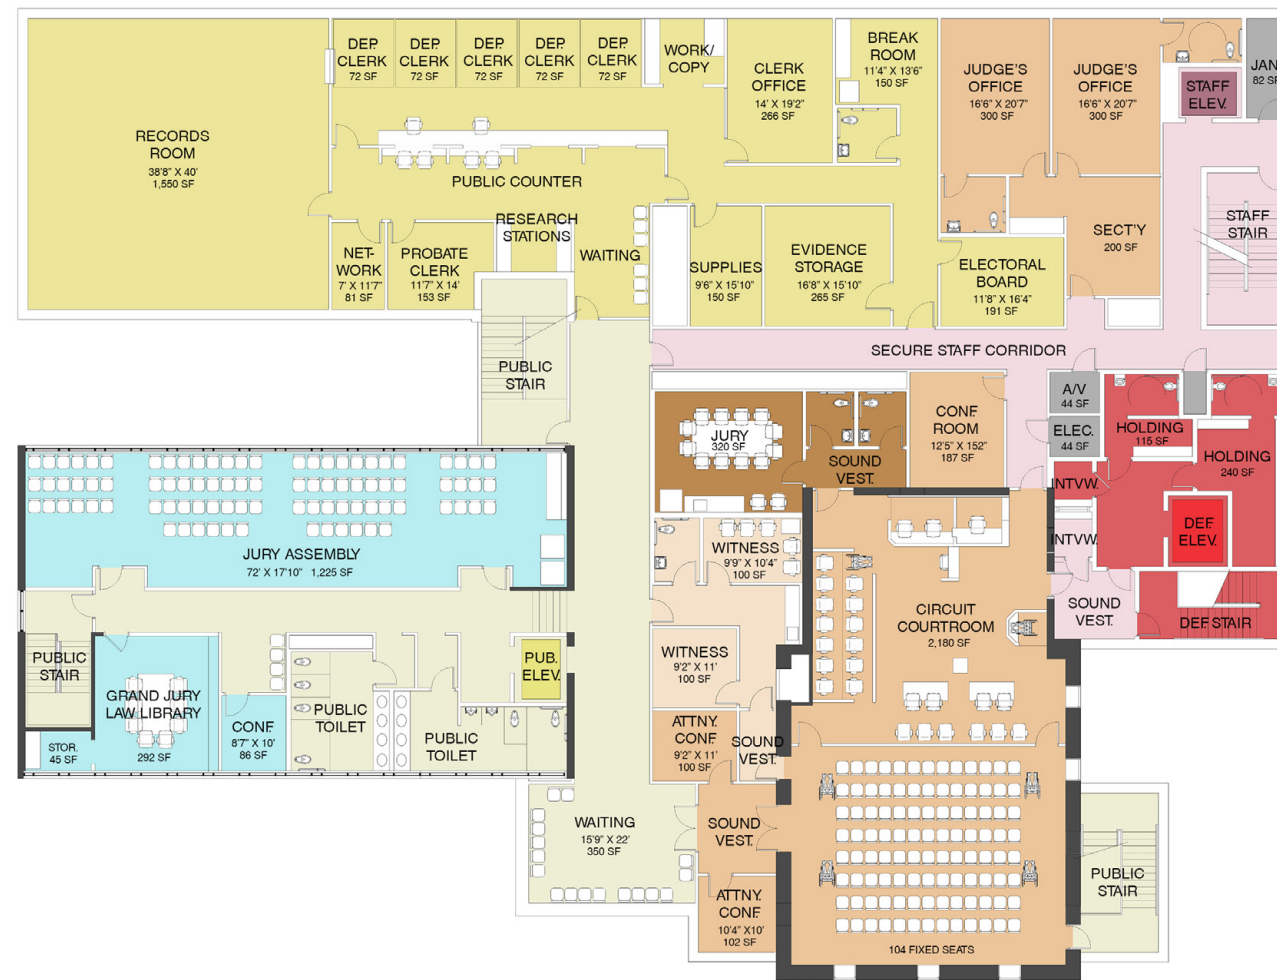 RECORDS
ROOM
38'8" X 40'
1,550 SF
DEP.
CLERK
72 SF
DEP.
CLERK
72 SF
DEP.
CLERK
72 SF
DEP.
CLERK
72 SF
DEP.
CLERK
72 SF
WORK/
COPY
CLERK
OFFICE
14' X 19'2"
266 SF
BREAK
ROOM
11'4" X 13'6"
150 SF
JUDGE'S
OFFICE
16'6" X 20'7"
300 SF
JUDGE'S
OFFICE
16'6" X 20'7"
300 SF
STAFF
ELEV.
JAN.
82 SF
PUBLIC COUNTER
RESEARCH
STATIONS
WAITING
NET-
WORK
7' X 11'7"
81 SF
PROBATE
CLERK
11'7" X 14'
153 SF
SUPPLIES
9'6" X 15'10"
150 SF
EVIDENCE
STORAGE
16'8" X 15'10"
265 SF
ELECTORAL
BOARD
11'8" X 16'4"
191 SF
SECT'Y
200 SF
STAFF
STAIR
SECURE STAFF CORRIDOR
PUBLIC
STAIR
JURY
320 SF
SOUND
VEST.
CONF.
ROOM
12'5" X 152"
187 SF
A/V
44 SF
ELEC.
44 SF
HOLDING
115 SF
HOLDING
240 SF
INTVW.
INTVW.
DEF.
ELEV.
SOUND
VEST.
DEF. STAIR
JURY ASSEMBLY
72' X 17'10" 1,225 SF
WITNESS
9'9" X 10'4"
100 SF
CIRCUIT
COURTROOM
2,180 SF
PUBLIC
STAIR
GRAND JURY
LAW LIBRARY
292 SF
STOR.
45 SF
CONF.
8'7" X 10'
86 SF
PUBLIC
TOILET
PUBLIC
TOILET
PUB.
ELEV.
WITNESS
9'2" X 11'
100 SF
ATTNY.
CONF.
9'2" X 11'
100 SF
SOUND
VEST.
WAITING
15'9" X 22'
350 SF
SOUND
VEST.
ATTNY.
CONF.
10'4" X10'
102 SF
104 FIXED SEATS
PUBLIC
STAIR